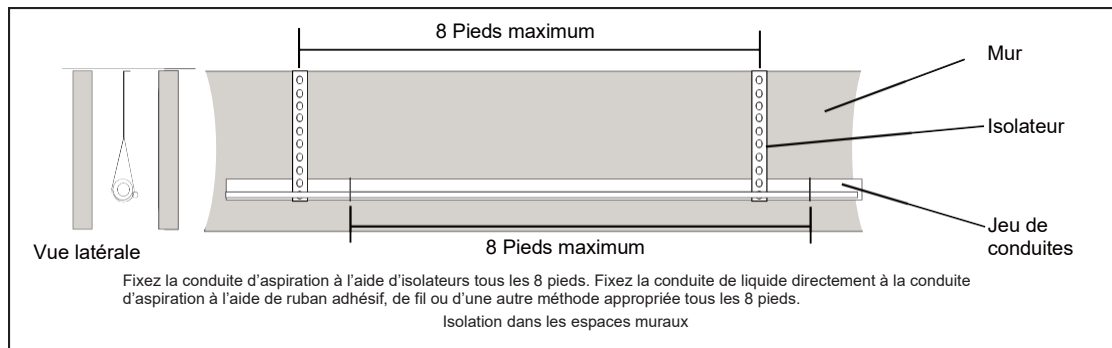 8 Pieds maximum
Mur
Isolateur
Jeu de
conduites
8 Pieds maximum
Vue latérale
Fixez la conduite d’aspiration à l’aide d’isolateurs tous les 8 pieds. Fixez la conduite de liquide directement à la conduite
d’aspiration à l’aide de ruban adhésif, de fil ou d’une autre méthode appropriée tous les 8 pieds.
Isolation dans les espaces muraux